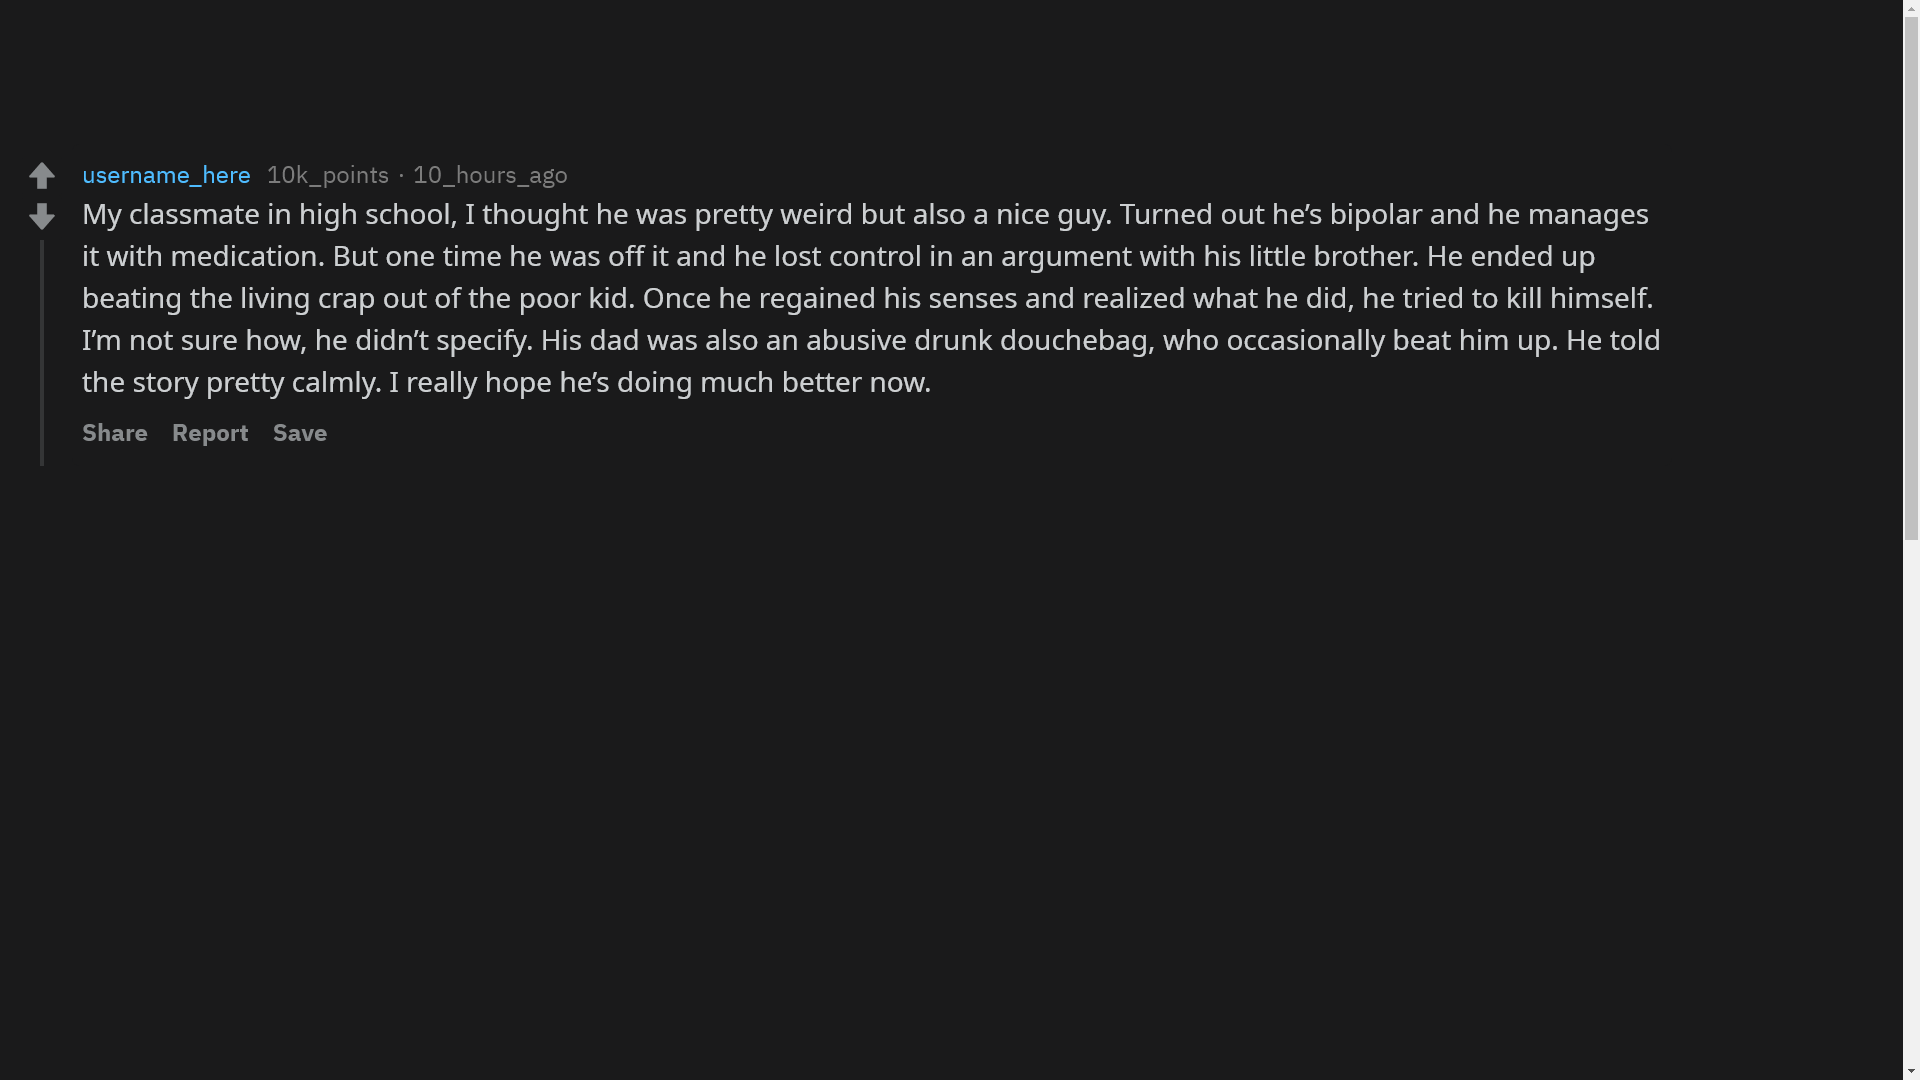 username_here 10k_points · 10_hours_ago
My classmate in high school, I thought he was pretty weird but also a nice guy. Turned out he’s bipolar and he manages
it with medication. But one time he was off it and he lost control in an argument with his little brother. He ended up
beating the living crap out of the poor kid. Once he regained his senses and realized what he did, he tried to kill himself.
I’m not sure how, he didn’t specify. His dad was also an abusive drunk douchebag, who occasionally beat him up. He told
the story pretty calmly. I really hope he’s doing much better now.
Share Report Save